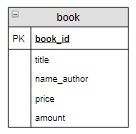 book
PK book_id
title
name_author
price
amount